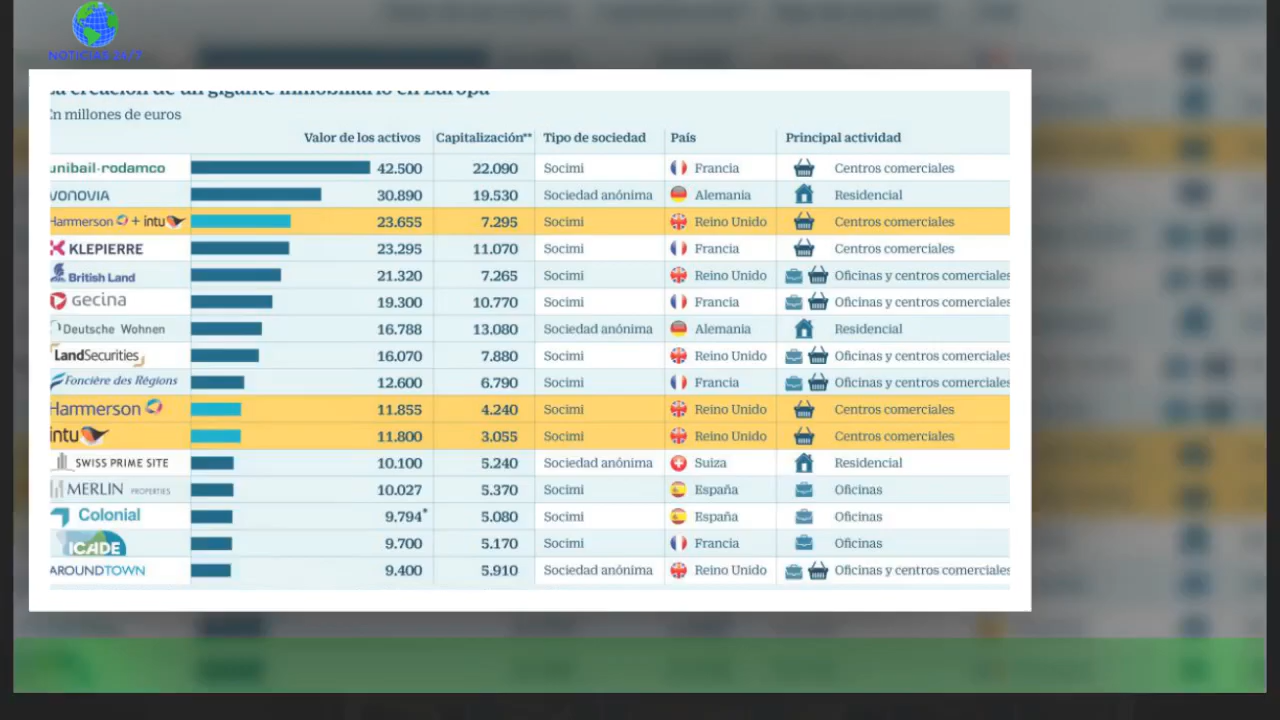 NOTICIAS 24/7
La creación de un gigante inmobiliario en Europa
En millones de euros
Valor de los activos Capitalización** Tipo de sociedad País Principal actividad
unibail·rodamco 42.500 22.090 Socimi Francia Centros comerciales
VONOVIA 30.890 19.530 Sociedad anónima Alemania Residencial
Hammerson + intu 23.655 7.295 Socimi Reino Unido Centros comerciales
KLEPIERRE 23.295 11.070 Socimi Francia Centros comerciales
British Land 21.320 7.265 Socimi Reino Unido Oficinas y centros comerciales
gecina 19.300 10.770 Socimi Francia Oficinas y centros comerciales
Deutsche Wohnen 16.788 13.080 Sociedad anónima Alemania Residencial
LandSecurities 16.070 7.880 Socimi Reino Unido Oficinas y centros comerciales
Foncière des Régions 12.600 6.790 Socimi Francia Oficinas y centros comerciales
Hammerson 11.855 4.240 Socimi Reino Unido Centros comerciales
intu 11.800 3.055 Socimi Reino Unido Centros comerciales
SWISS PRIME SITE 10.100 5.240 Sociedad anónima Suiza Residencial
MERLIN PROPERTIES 10.027 5.370 Socimi España Oficinas
Colonial 9.794* 5.080 Socimi España Oficinas
ICADE 9.700 5.170 Socimi Francia Oficinas
AROUNDTOWN 9.400 5.910 Sociedad anónima Reino Unido Oficinas y centros comerciales